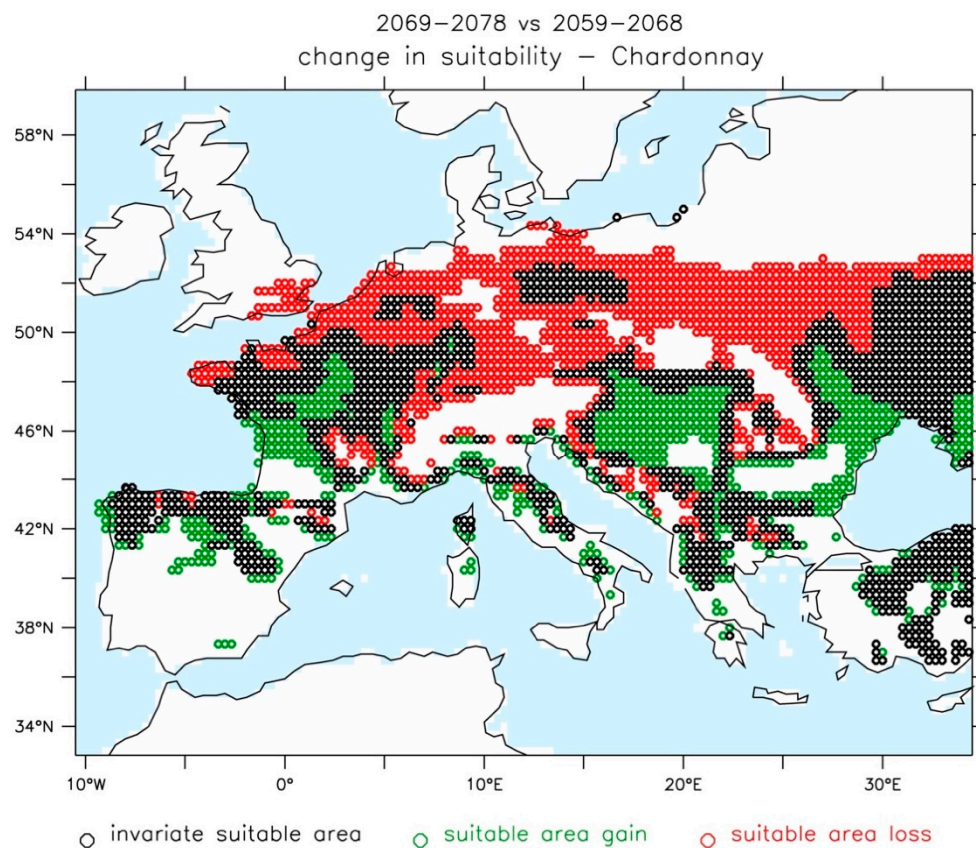 2069−2078 vs 2059−2068
change in suitability − Chardonnay
58°N
54°N
50°N
46°N
42°N
38°N
34°N
10°W 0° 10°E 20°E 30°E
invariate suitable area suitable area gain suitable area loss